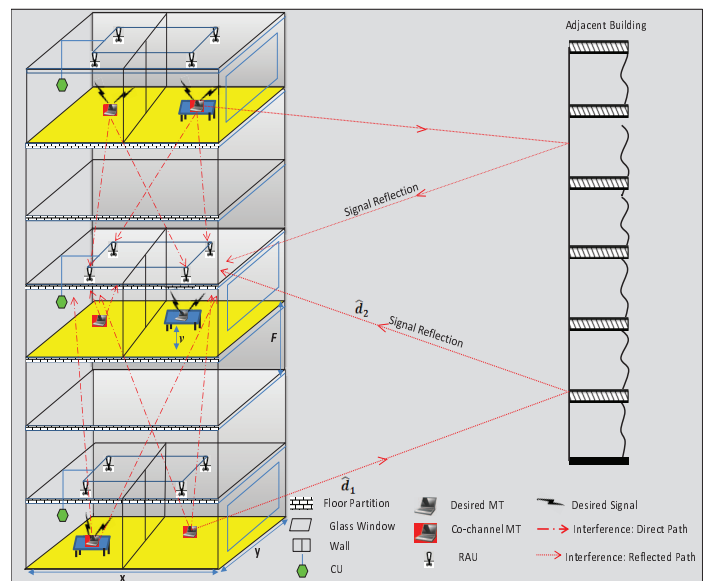 Adjacent Building
Signal Reflection
d̂₂
Signal Reflection
F
v
d̂₁
y
x
Floor Partition
Glass Window
Wall
CU
Desired MT
Co-channel MT
RAU
Desired Signal
Interference: Direct Path
Interference: Reflected Path